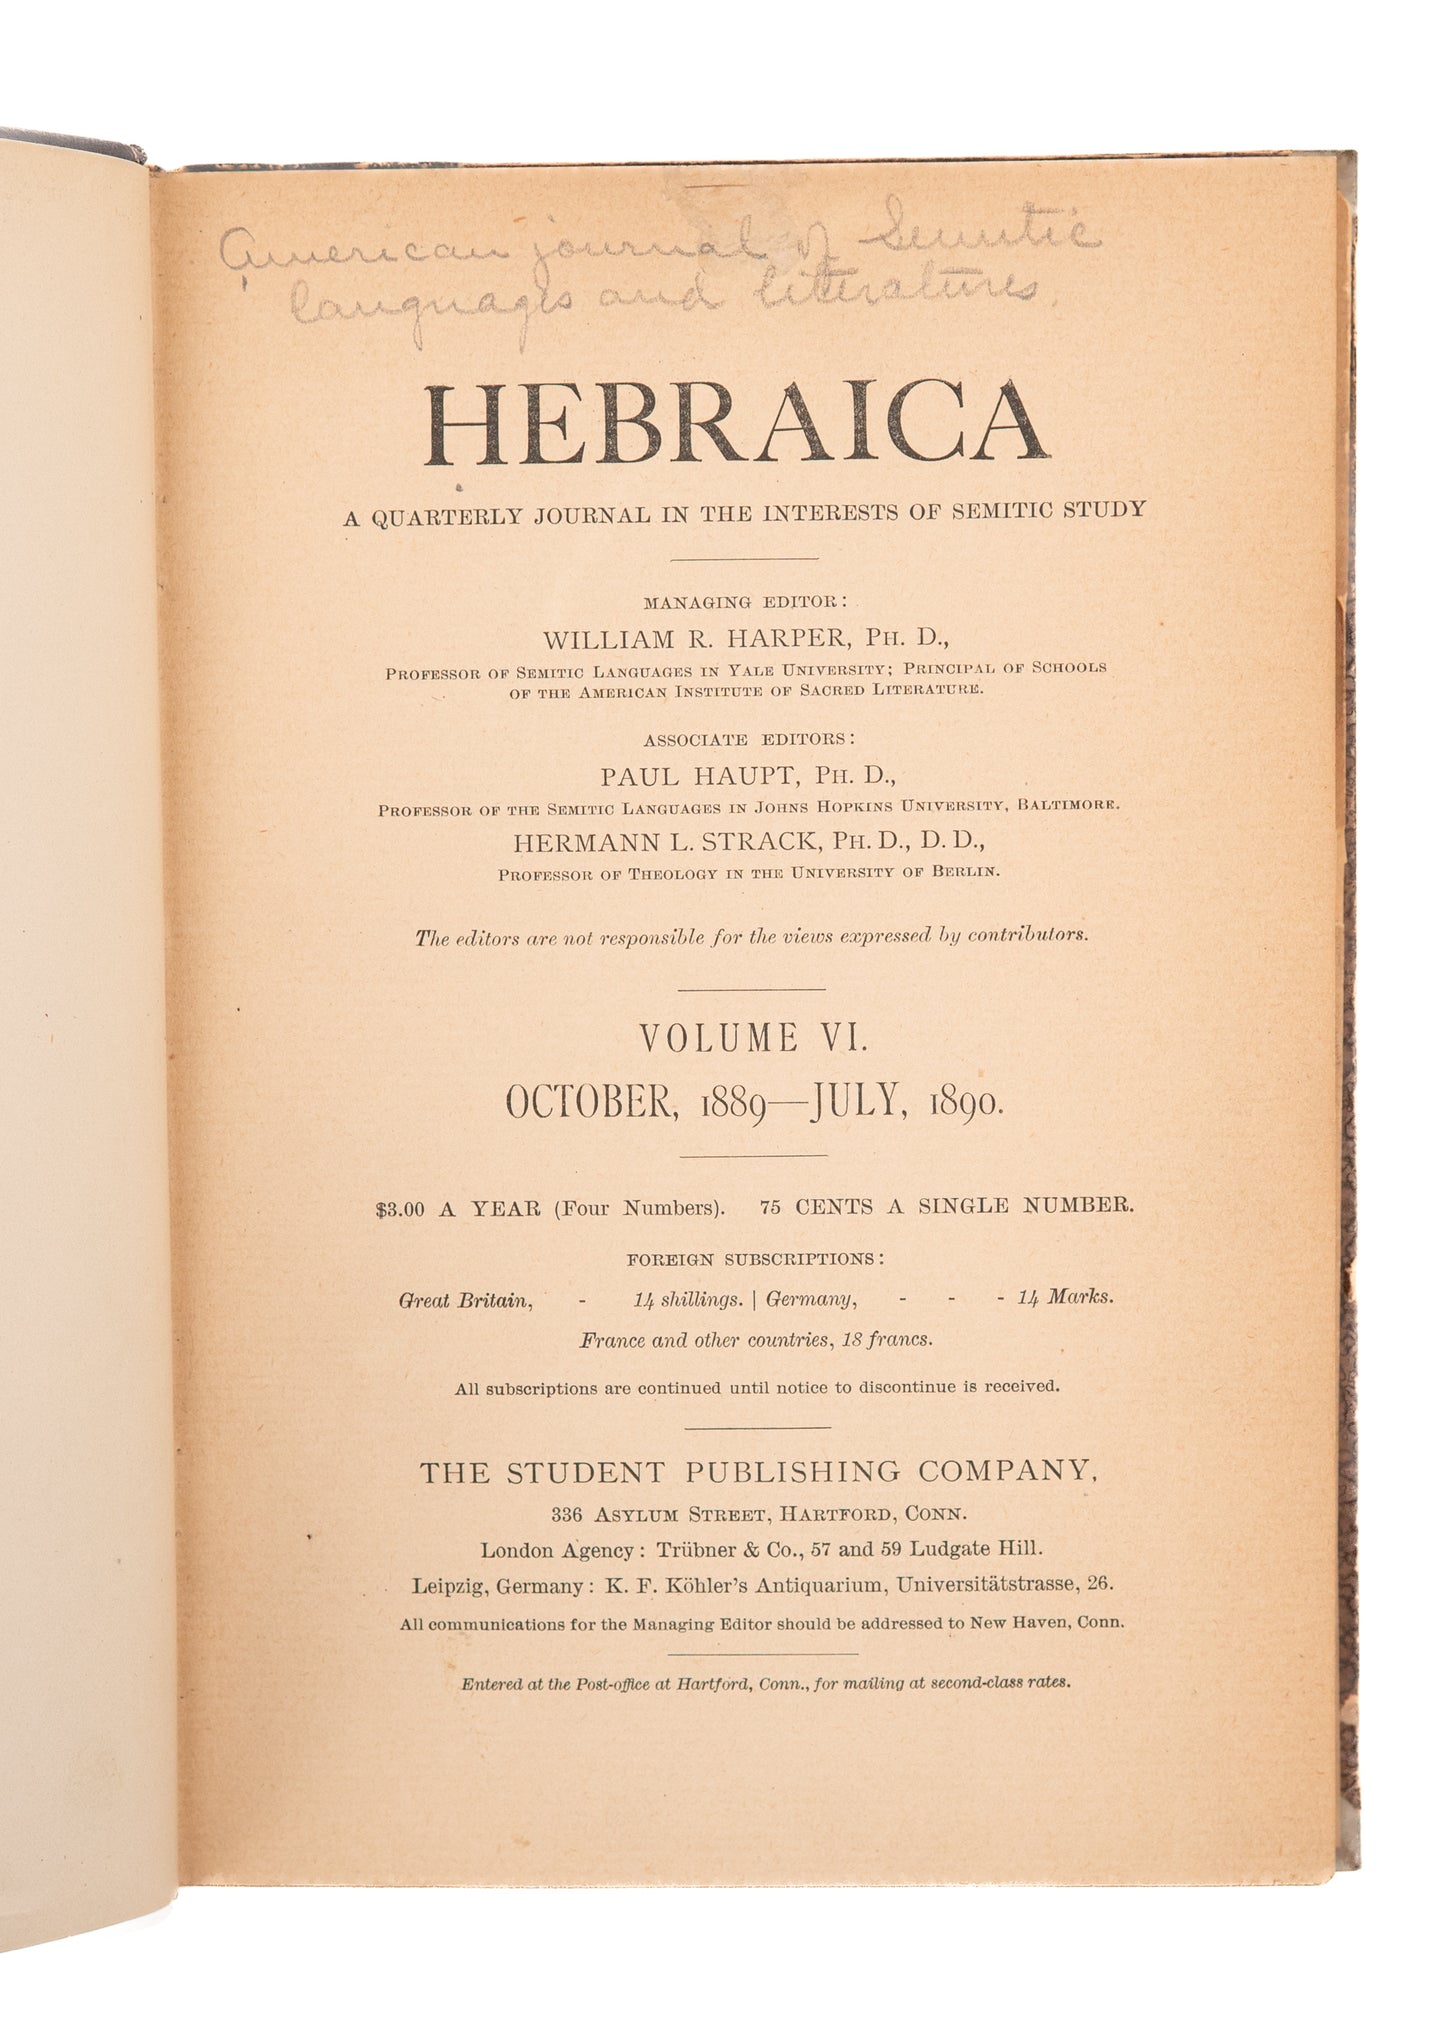 American journal of Semitic
languages and literatures.
HEBRAICA
A QUARTERLY JOURNAL IN THE INTERESTS OF SEMITIC STUDY
MANAGING EDITOR:
WILLIAM R. HARPER, PH. D.,
PROFESSOR OF SEMITIC LANGUAGES IN YALE UNIVERSITY; PRINCIPAL OF SCHOOLS
OF THE AMERICAN INSTITUTE OF SACRED LITERATURE.
ASSOCIATE EDITORS:
PAUL HAUPT, PH. D.,
PROFESSOR OF THE SEMITIC LANGUAGES IN JOHNS HOPKINS UNIVERSITY, BALTIMORE.
HERMANN L. STRACK, PH. D., D. D.,
PROFESSOR OF THEOLOGY IN THE UNIVERSITY OF BERLIN.
The editors are not responsible for the views expressed by contributors.
VOLUME VI.
OCTOBER, 1889—JULY, 1890.
$3.00 A YEAR (Four Numbers). 75 CENTS A SINGLE NUMBER.
FOREIGN SUBSCRIPTIONS:
Great Britain, - 14 shillings. | Germany, - - - 14 Marks.
France and other countries, 18 francs.
All subscriptions are continued until notice to discontinue is received.
THE STUDENT PUBLISHING COMPANY,
336 ASYLUM STREET, HARTFORD, CONN.
London Agency: Trübner & Co., 57 and 59 Ludgate Hill.
Leipzig, Germany: K. F. Köhler's Antiquarium, Universitätstrasse, 26.
All communications for the Managing Editor should be addressed to New Haven, Conn.
Entered at the Post-office at Hartford, Conn., for mailing at second-class rates.